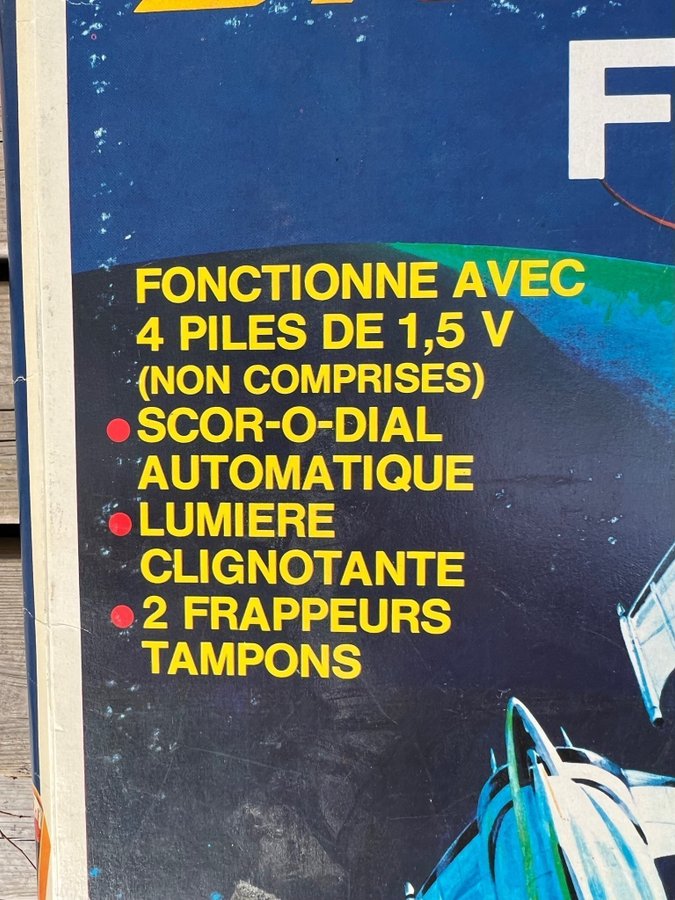 F
FONCTIONNE AVEC
4 PILES DE 1,5 V
(NON COMPRISES)
SCOR-O-DIAL
AUTOMATIQUE
LUMIERE
CLIGNOTANTE
2 FRAPPEURS
TAMPONS